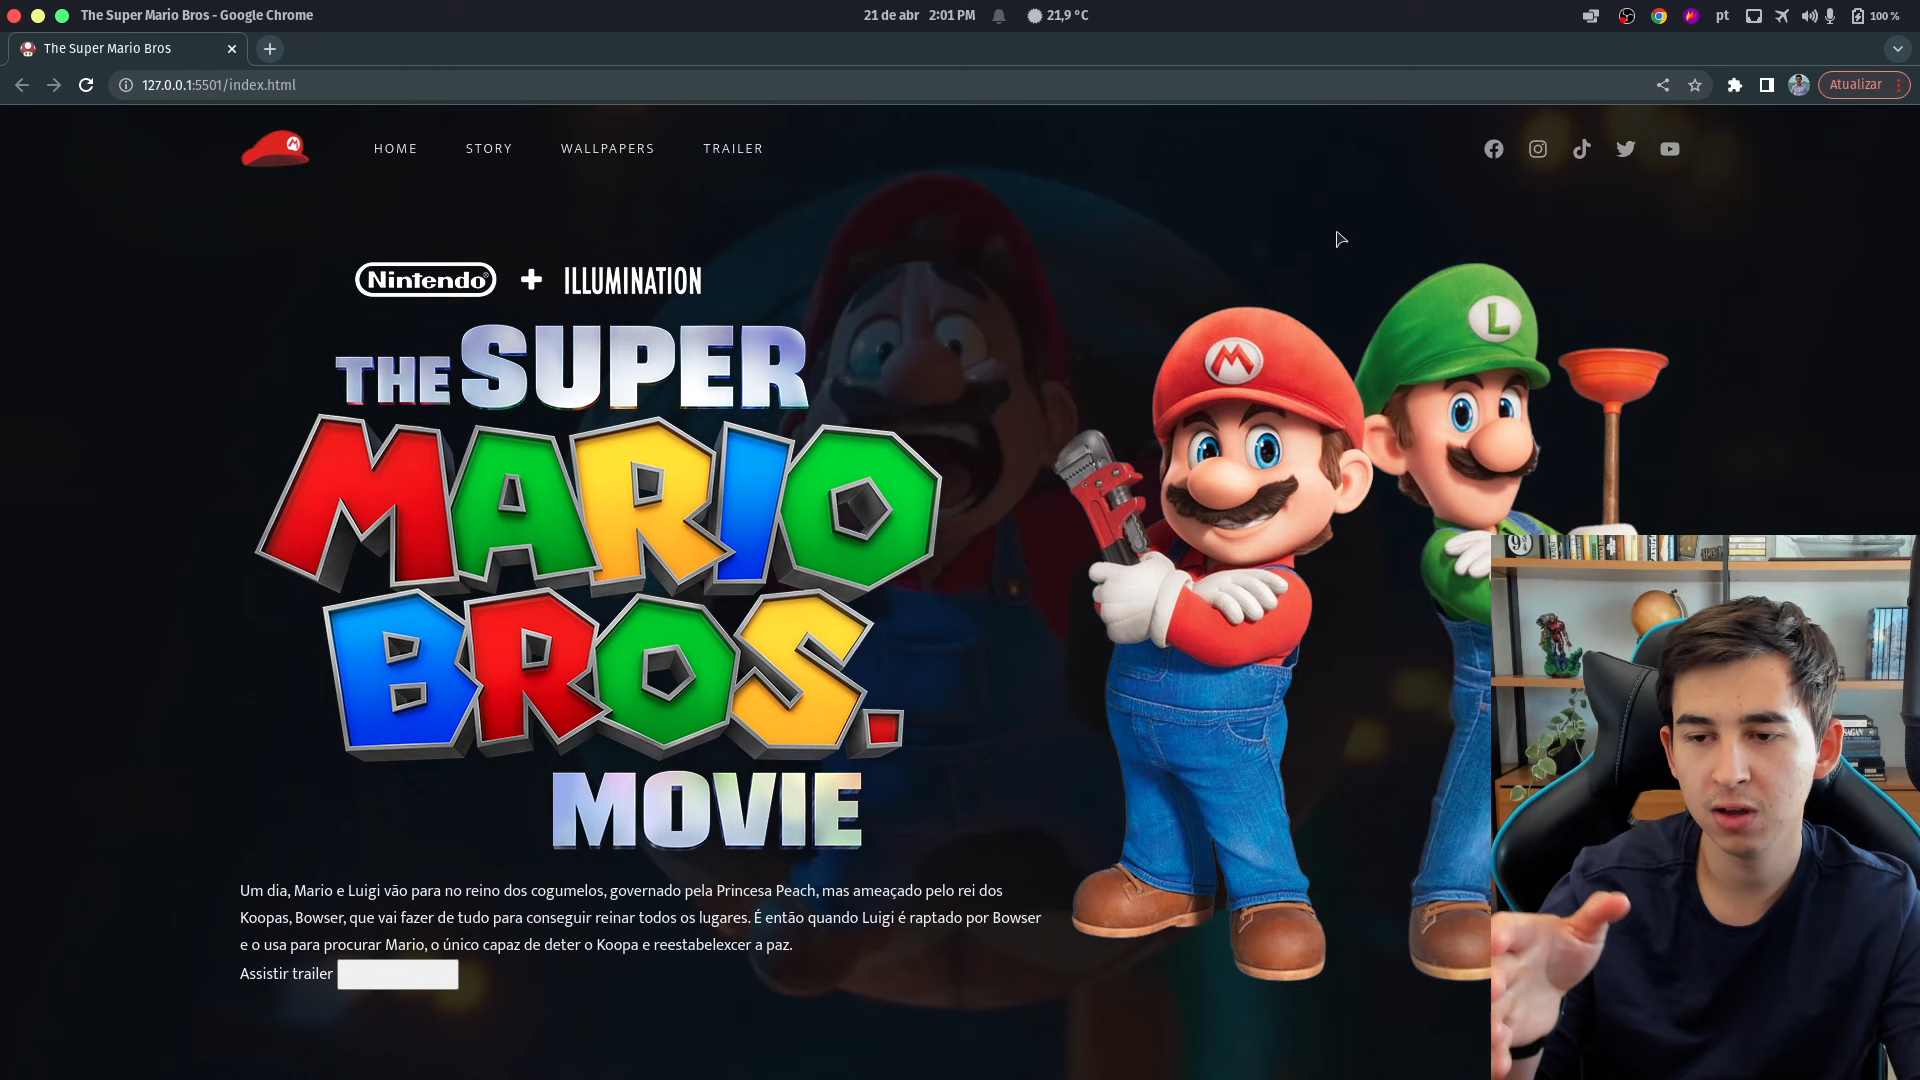 The Super Mario Bros - Google Chrome
21 de abr 2:01 PM
21,9 °C
pt
100 %
The Super Mario Bros
127.0.0.1:5501/index.html
Atualizar
M
HOME
STORY
WALLPAPERS
TRAILER
Nintendo® + ILLUMINATION
THE SUPER
MARIO
BROS.
MOVIE
M
L
Um dia, Mario e Luigi vão para no reino dos cogumelos, governado pela Princesa Peach, mas ameaçado pelo rei dos
Koopas, Bowser, que vai fazer de tudo para conseguir reinar todos os lugares. É então quando Luigi é raptado por Bowser
e o usa para procurar Mario, o único capaz de deter o Koopa e reestabelexcer a paz.
Assistir trailer
9¾
SAGAN